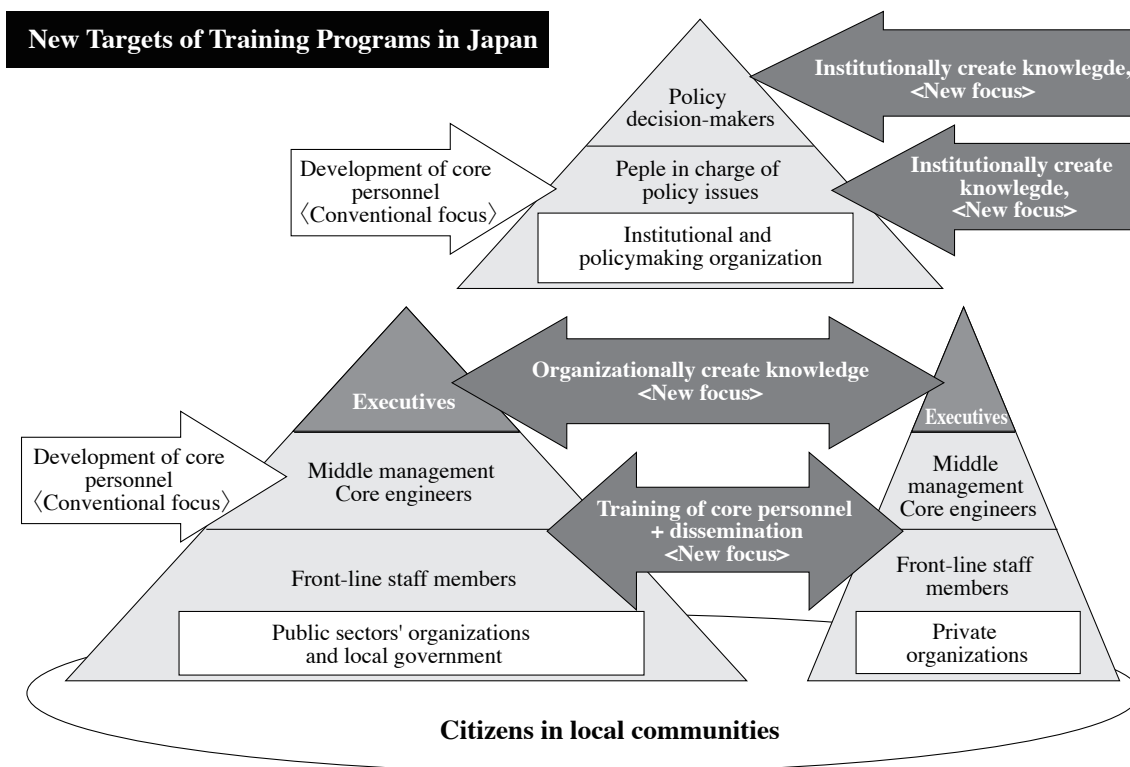 New Targets of Training Programs in Japan
Institutionally create knowlegde,
<New focus>
Policy
decision-makers
Development of core
personnel
〈Conventional focus〉
Peple in charge of
policy issues
Institutionally create
knowlegde,
<New focus>
Institutional and
policymaking organization
Organizationally create knowledge
<New focus>
Executives
Executives
Development of core
personnel
〈Conventional focus〉
Middle management
Core engineers
Training of core personnel
+ dissemination
<New focus>
Middle
management
Core engineers
Front-line staff members
Front-line staff
members
Public sectors' organizations
and local government
Private
organizations
Citizens in local communities